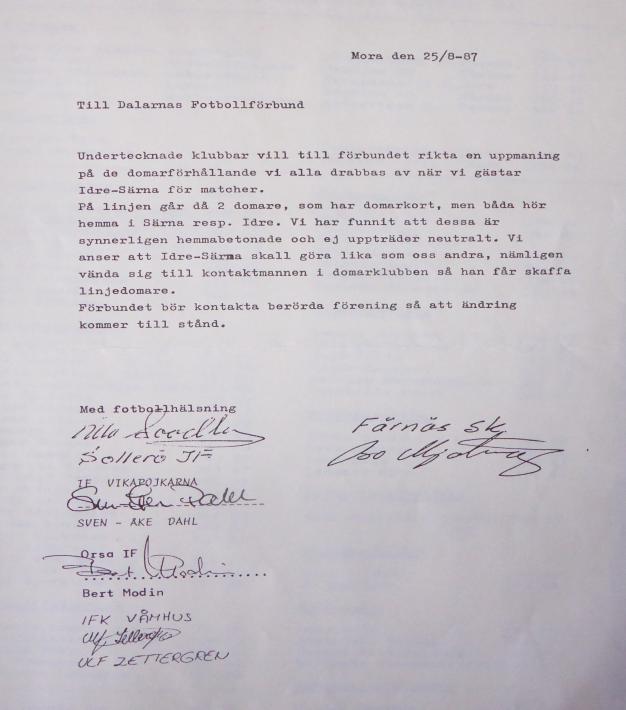 Mora den 25/8-87
Till Dalarnas Fotbollförbund
Undertecknade klubbar vill till förbundet rikta en uppmaning
på de domarförhållande vi alla drabbas av när vi gästar
Idre-Särna för matcher.
På linjen går då 2 domare, som har domarkort, men båda hör
hemma i Särna resp. Idre. Vi har funnit att dessa är
synnerligen hemmabetonade och ej uppträder neutralt. Vi
anser att Idre-Särna skall göra lika som oss andra, nämligen
vända sig till kontaktmannen i domarklubben så han får skaffa
linjedomare.
Förbundet bör kontakta berörda förening så att ändring
kommer till stånd.
Med fotbollhälsning
Färnäs SK
Sollerö IF
IF VIKAPOJKARNA
SVEN - ÅKE DAHL
Orsa IF
Bert Modin
IFK VÅMHUS
ULF ZETTERGREN